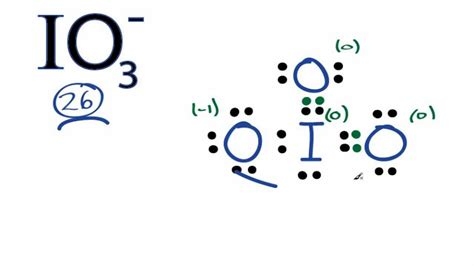 IO₃⁻
26
(0)
O
(-1) (0) (0)
O I O